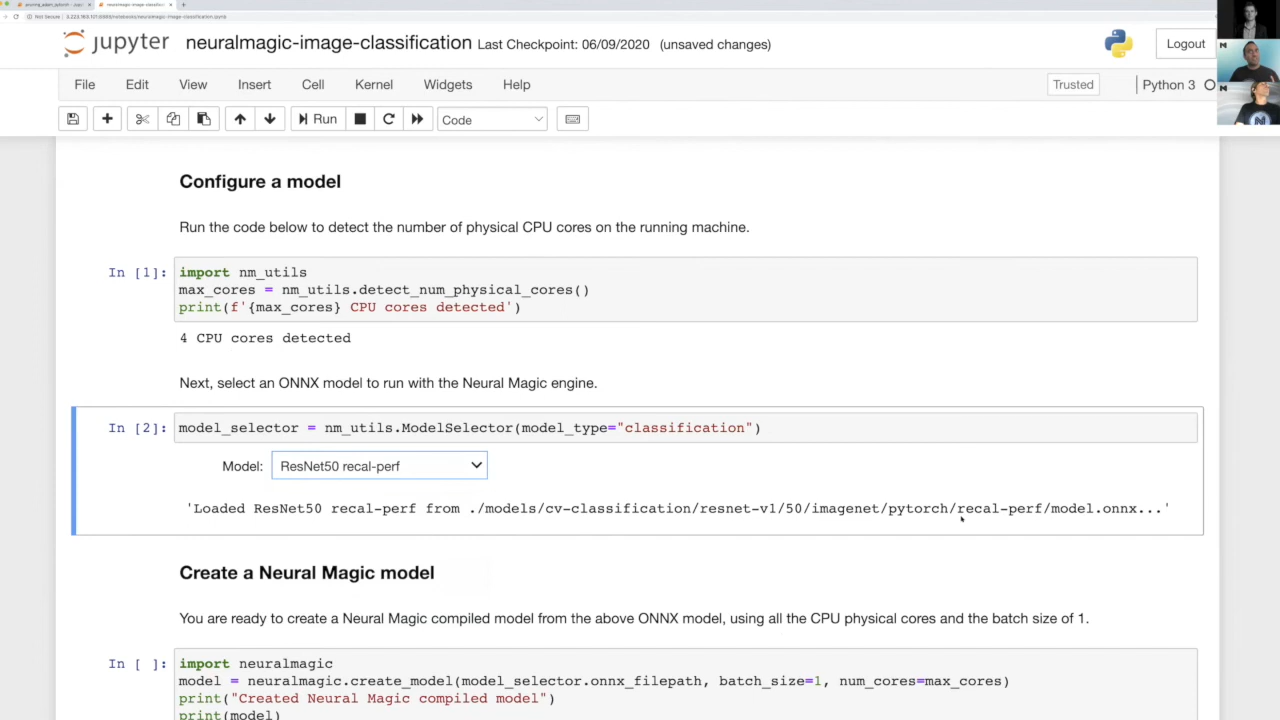 pruning_adam_pytorch - Jupyt
neuralmagic-image-classificati
Not Secure
jupyter neuralmagic-image-classification Last Checkpoint: 06/09/2020 (unsaved changes)
Logout
File Edit View Insert Cell Kernel Widgets Help
Trusted Python 3
Run Code
Configure a model
Run the code below to detect the number of physical CPU cores on the running machine.
In [1]: import nm_utils
max_cores = nm_utils.detect_num_physical_cores()
print(f'{max_cores} CPU cores detected')
4 CPU cores detected
Next, select an ONNX model to run with the Neural Magic engine.
In [2]: model_selector = nm_utils.ModelSelector(model_type="classification")
Model: ResNet50 recal-perf
'Loaded ResNet50 recal-perf from ./models/cv-classification/resnet-v1/50/imagenet/pytorch/recal-perf/model.onnx...'
Create a Neural Magic model
You are ready to create a Neural Magic compiled model from the above ONNX model, using all the CPU physical cores and the batch size of 1.
In [ ]: import neuralmagic
model = neuralmagic.create_model(model_selector.onnx_filepath, batch_size=1, num_cores=max_cores)
print("Created Neural Magic compiled model")
print(model)